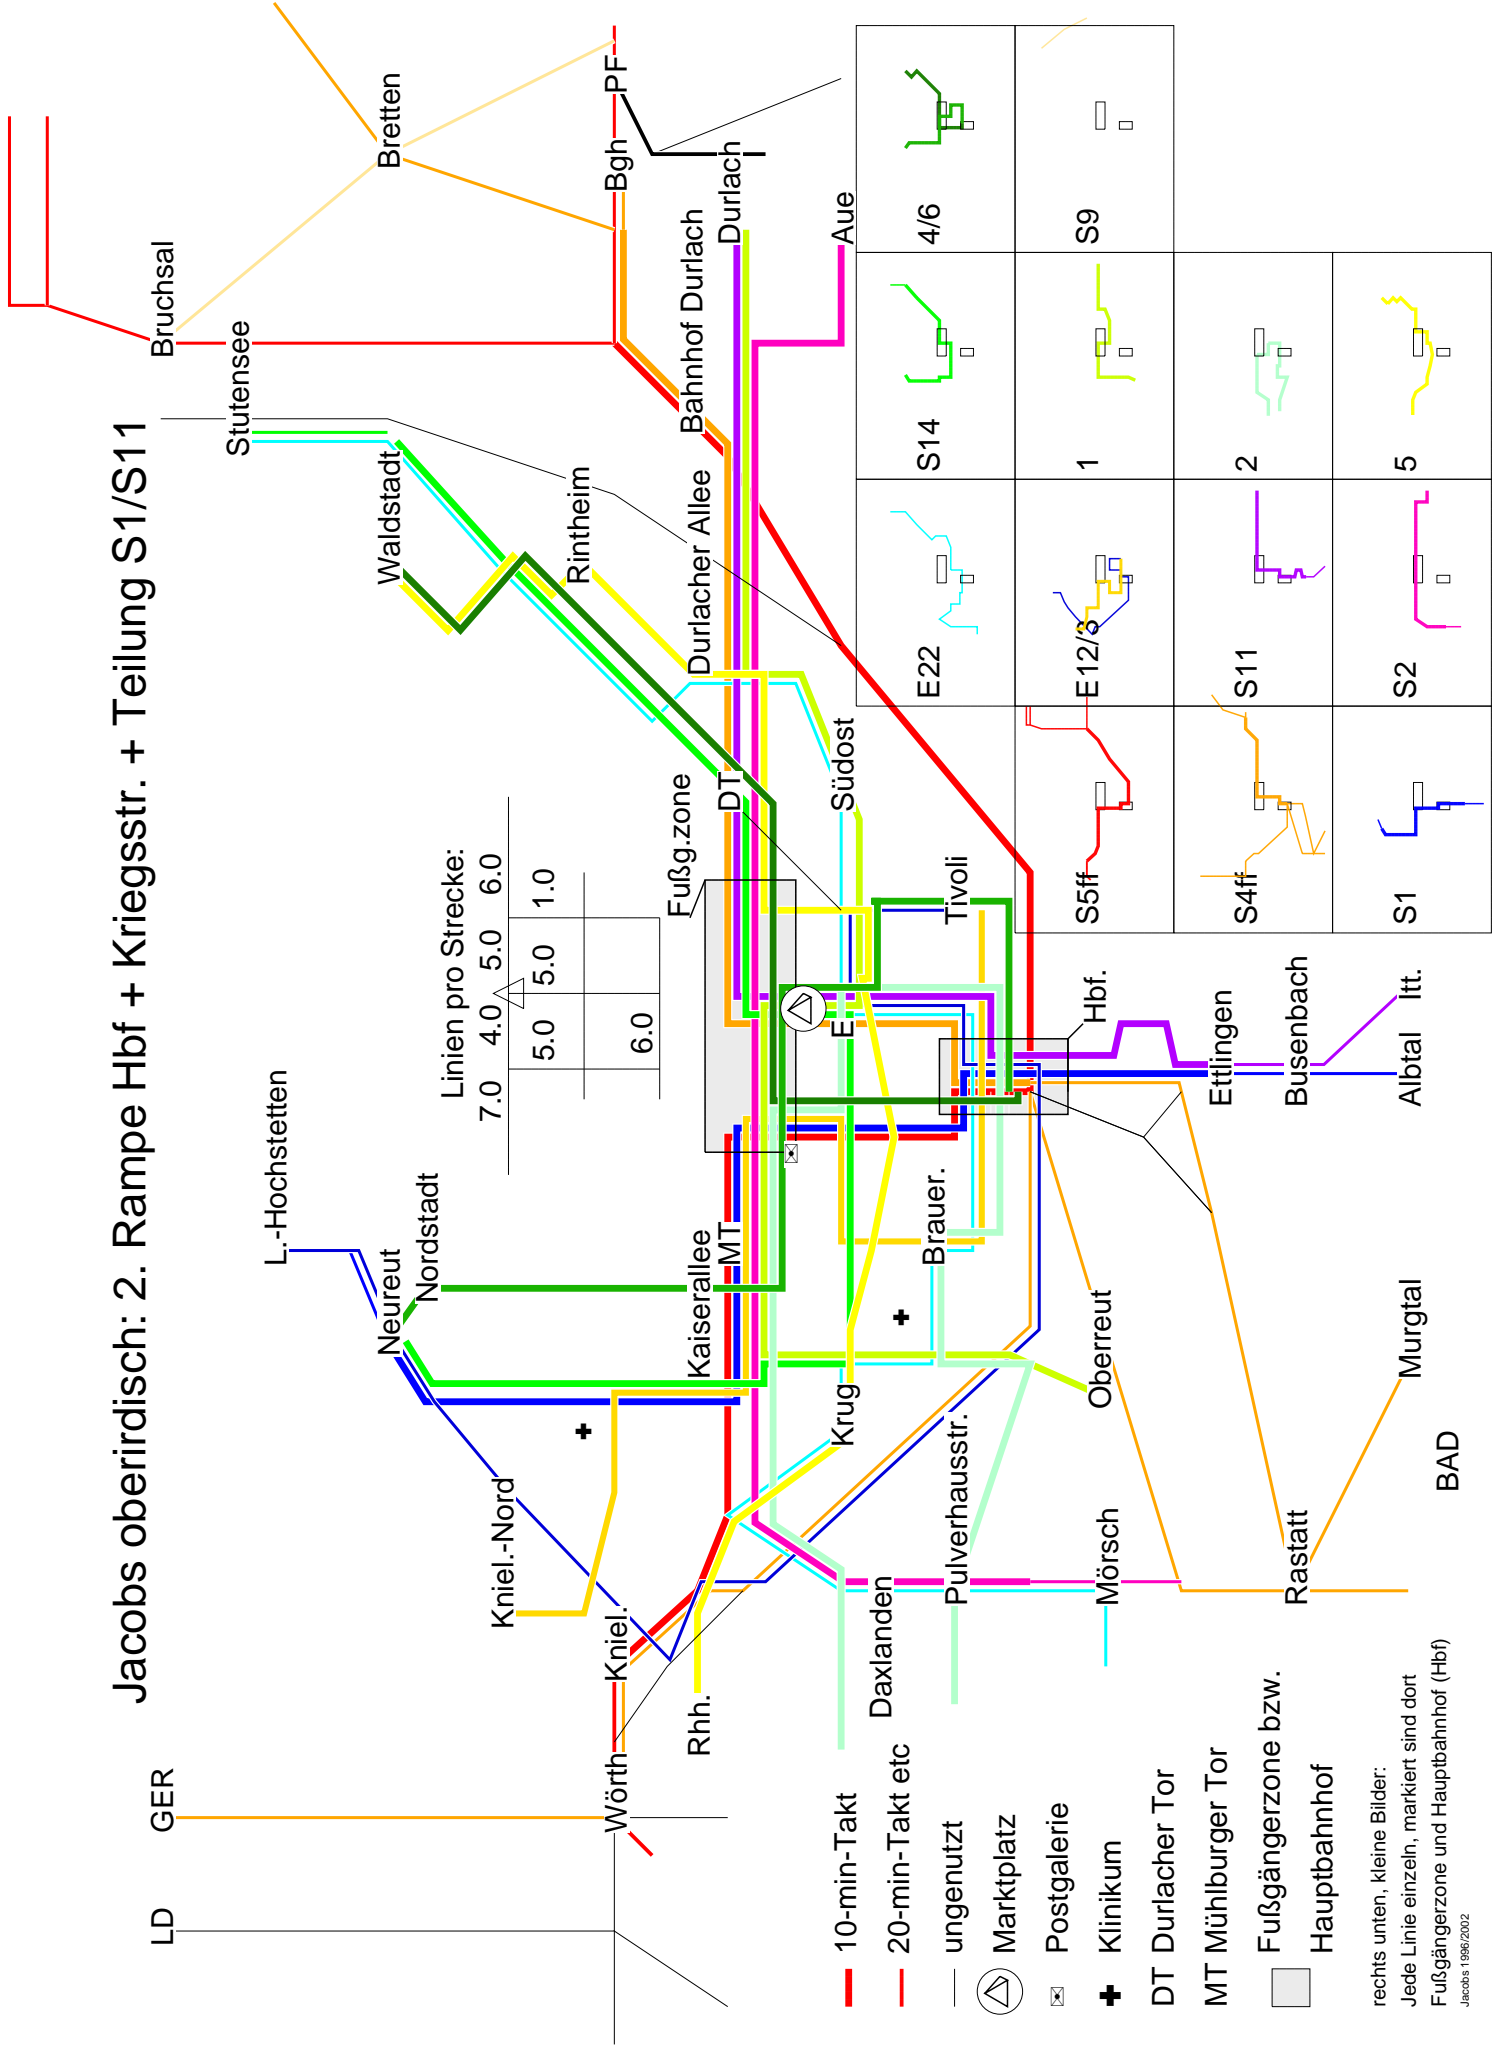 Jacobs oberirdisch: 2. Rampe Hbf + Kriegsstr. + Teilung S1/S11
LD
GER
L.-Hochstetten
Bruchsal
Stutensee
Bretten
Neureut
Nordstadt
Waldstadt
Linien pro Strecke:
7.0 4.0 5.0 6.0
5.0 5.0 1.0
6.0
Kniel.-Nord
Rintheim
Wörth
Kniel.
Bgh
PF
Rhh.
Kaiserallee
Fußg.zone
Durlacher Allee
Bahnhof Durlach
MT
DT
Durlach
Krug
E
Südost
Aue
Daxlanden
Pulverhausstr.
Brauer.
Tivoli
Mörsch
Oberreut
Hbf.
Ettlingen
Rastatt
Busenbach
Murgtal
Albtal
Itt.
BAD
10-min-Takt
20-min-Takt etc
ungenutzt
Marktplatz
Postgalerie
Klinikum
DT Durlacher Tor
MT Mühlburger Tor
Fußgängerzone bzw.
Hauptbahnhof
rechts unten, kleine Bilder:
Jede Linie einzeln, markiert sind dort
Fußgängerzone und Hauptbahnhof (Hbf)
Jacobs 1996/2002
E22
S14
4/6
S5ff
E12/3
1
S9
S4ff
S11
2
S1
S2
5